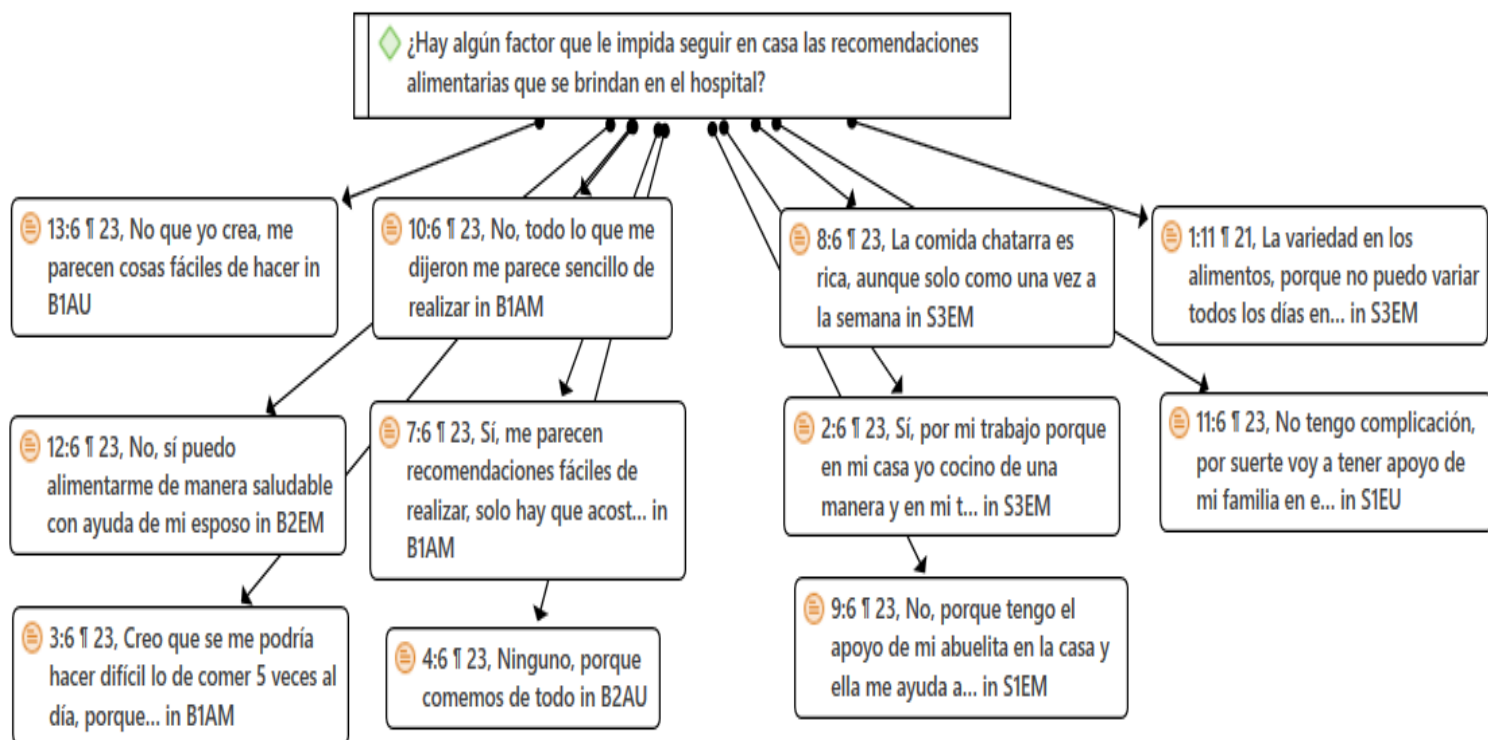 ¿Hay algún factor que le impida seguir en casa las recomendaciones
alimentarias que se brindan en el hospital?
13:6 ¶ 23, No que yo crea, me
parecen cosas fáciles de hacer in
B1AU
10:6 ¶ 23, No, todo lo que me
dijeron me parece sencillo de
realizar in B1AM
8:6 ¶ 23, La comida chatarra es
rica, aunque solo como una vez a
la semana in S3EM
1:11 ¶ 21, La variedad en los
alimentos, porque no puedo variar
todos los días en... in S3EM
12:6 ¶ 23, No, sí puedo
alimentarme de manera saludable
con ayuda de mi esposo in B2EM
7:6 ¶ 23, Sí, me parecen
recomendaciones fáciles de
realizar, solo hay que acost... in
B1AM
2:6 ¶ 23, Sí, por mi trabajo porque
en mi casa yo cocino de una
manera y en mi t... in S3EM
11:6 ¶ 23, No tengo complicación,
por suerte voy a tener apoyo de
mi familia en e... in S1EU
3:6 ¶ 23, Creo que se me podría
hacer difícil lo de comer 5 veces al
día, porque... in B1AM
4:6 ¶ 23, Ninguno, porque
comemos de todo in B2AU
9:6 ¶ 23, No, porque tengo el
apoyo de mi abuelita en la casa y
ella me ayuda a... in S1EM